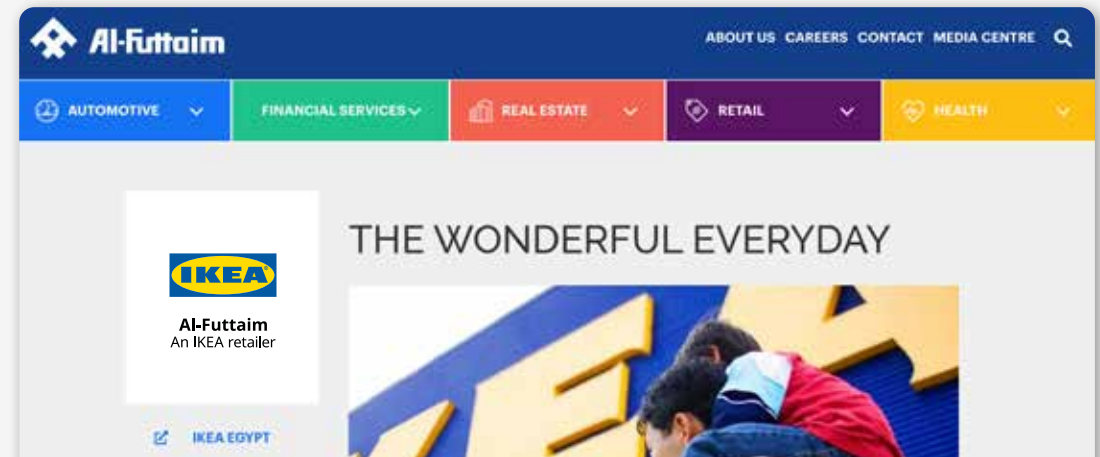 Al-Futtaim
ABOUT US CAREERS CONTACT MEDIA CENTRE
AUTOMOTIVE FINANCIAL SERVICES REAL ESTATE RETAIL HEALTH
THE WONDERFUL EVERYDAY
IKEA
Al-Futtaim
An IKEA retailer
IKEA EGYPT